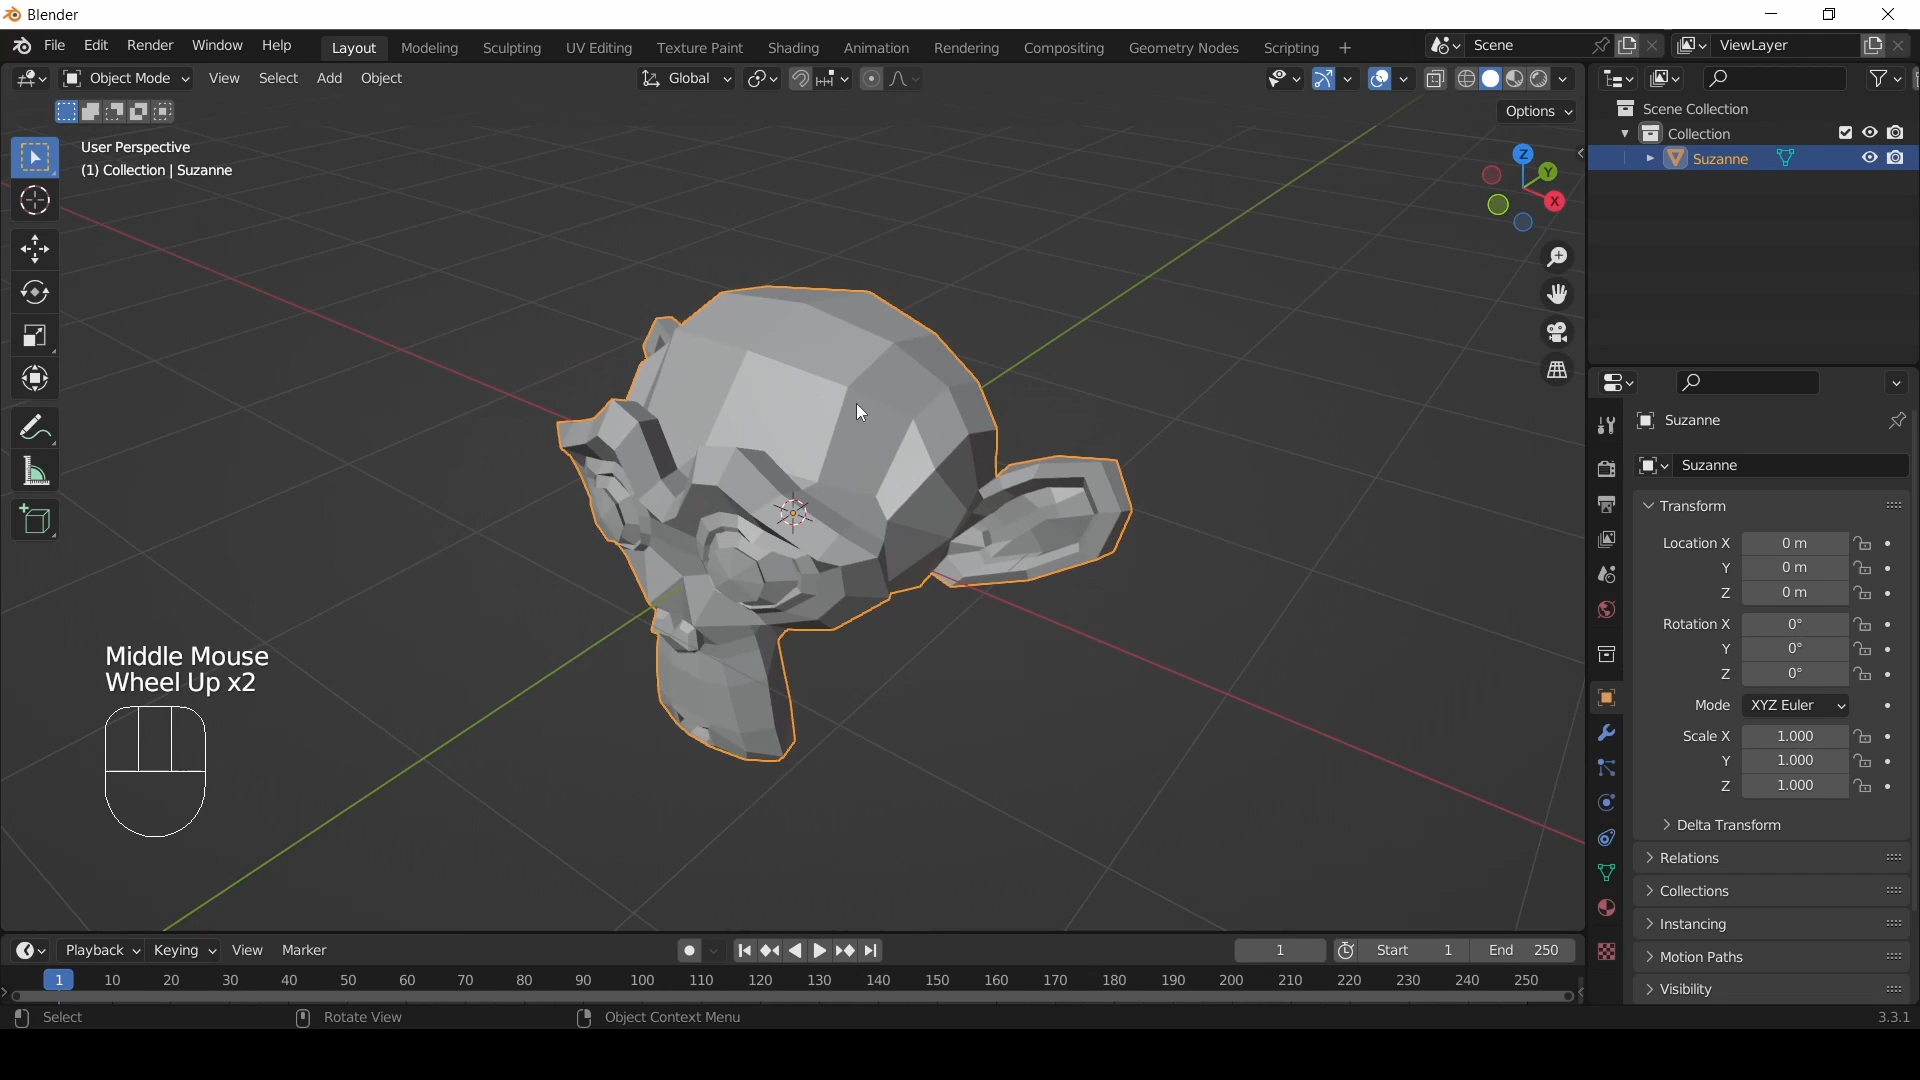 Blender
File Edit Render Window Help Layout Modeling Sculpting UV Editing Texture Paint Shading Animation Rendering Compositing Geometry Nodes Scripting + Scene ViewLayer
Object Mode View Select Add Object Global
Options
User Perspective
(1) Collection | Suzanne
Z
Y
X
Scene Collection
Collection
Suzanne
Suzanne
Suzanne
Transform
Location X 0 m
Y 0 m
Z 0 m
Rotation X 0°
Y 0°
Z 0°
Mode XYZ Euler
Scale X 1.000
Y 1.000
Z 1.000
Delta Transform
Relations
Collections
Instancing
Motion Paths
Visibility
Middle Mouse
Wheel Up x2
Playback Keying View Marker 1 Start 1 End 250
1 10 20 30 40 50 60 70 80 90 100 110 120 130 140 150 160 170 180 190 200 210 220 230 240 250
Select Rotate View Object Context Menu 3.3.1